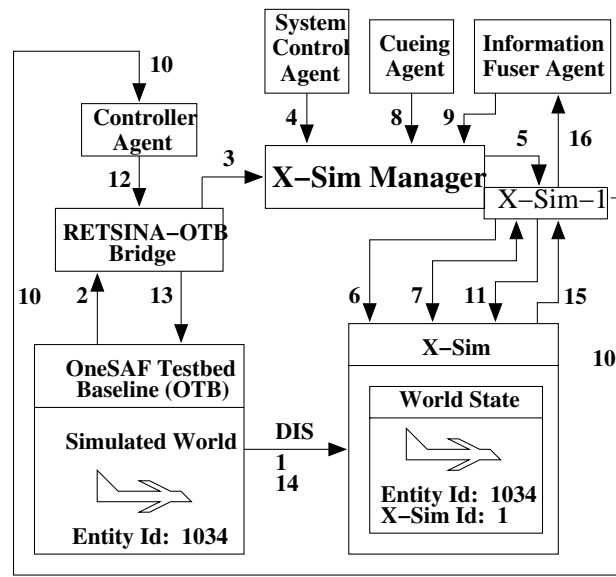 System
Control
Agent
Cueing
Agent
Information
Fuser Agent
10
4
8
9
16
Controller
Agent
3
5
12
X-Sim Manager
X-Sim-1
RETSINA-OTB
Bridge
10
2
13
6
7
11
15
OneSAF Testbed
Baseline (OTB)
X-Sim
10
World State
Simulated World
DIS
1
14
Entity Id: 1034
X-Sim Id: 1
Entity Id: 1034